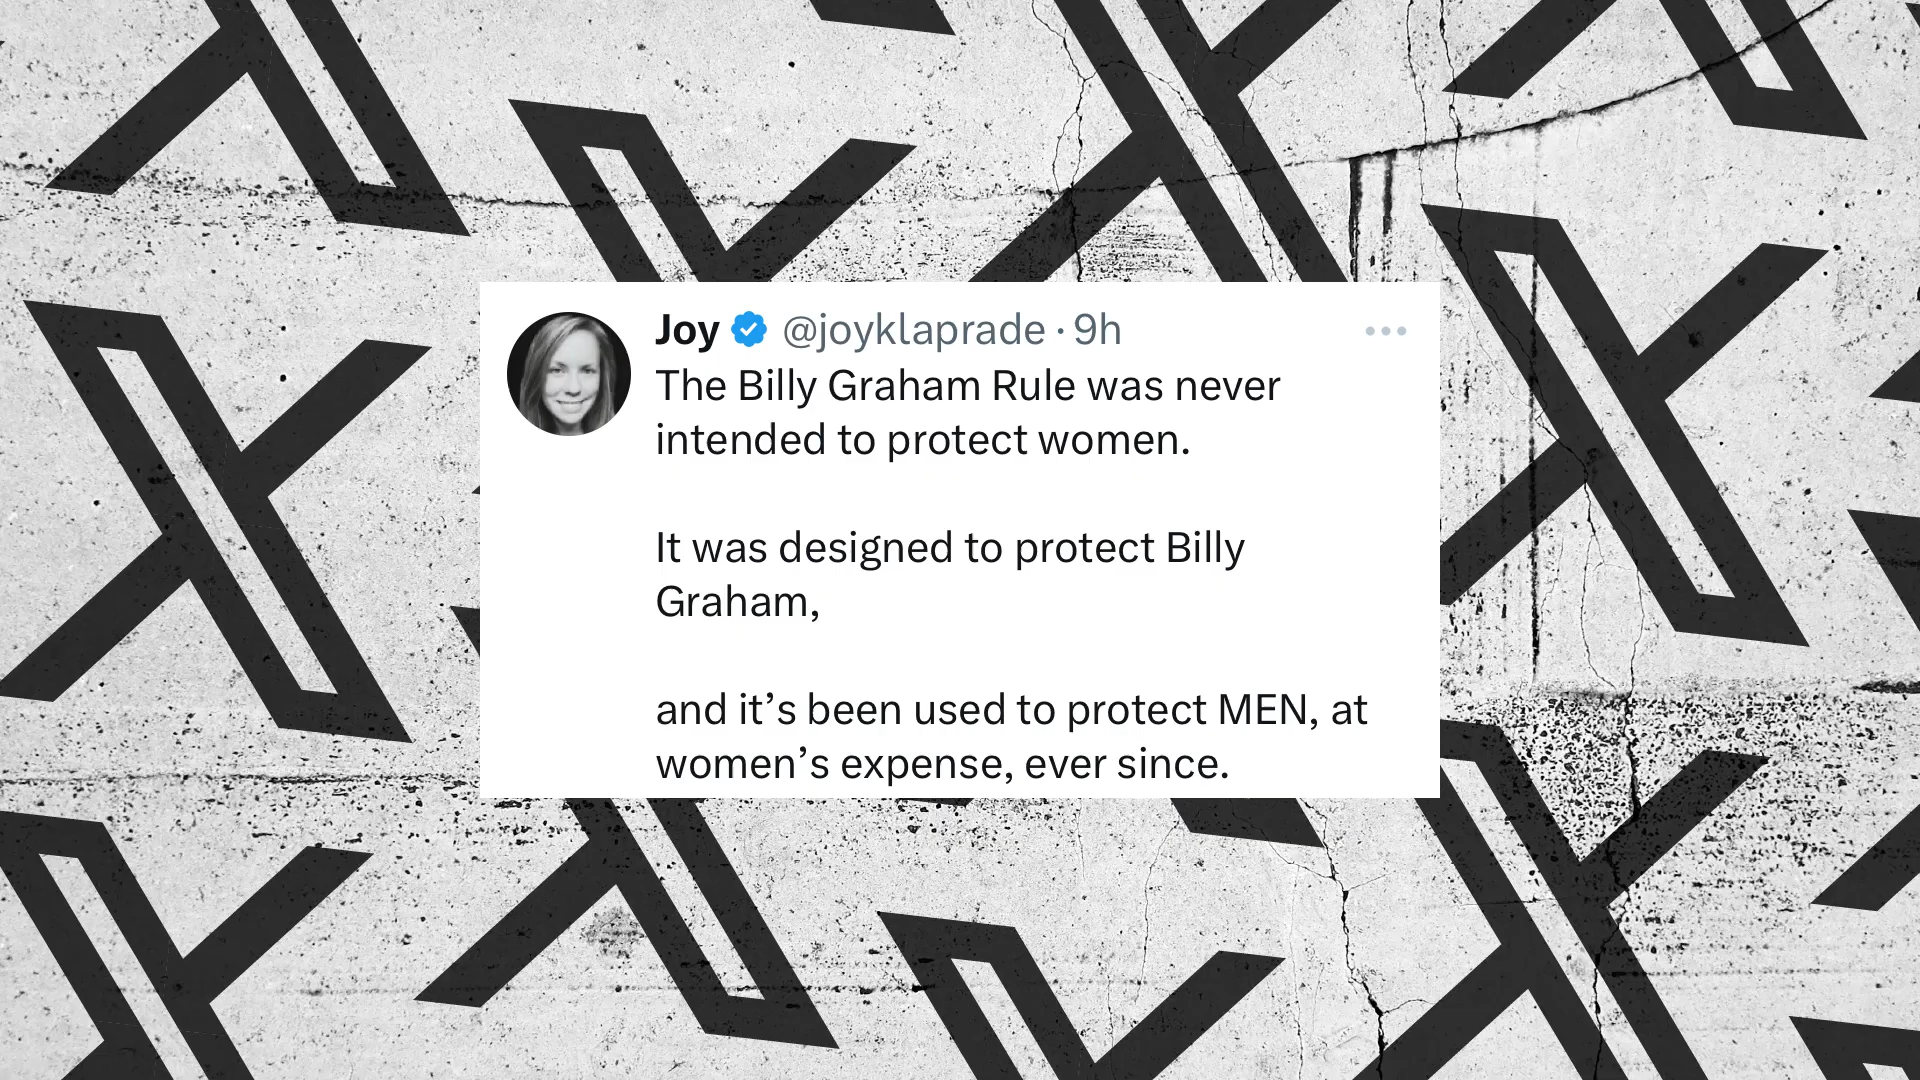 Joy @joyklaprade · 9h
The Billy Graham Rule was never
intended to protect women.
It was designed to protect Billy
Graham,
and it’s been used to protect MEN, at
women’s expense, ever since.